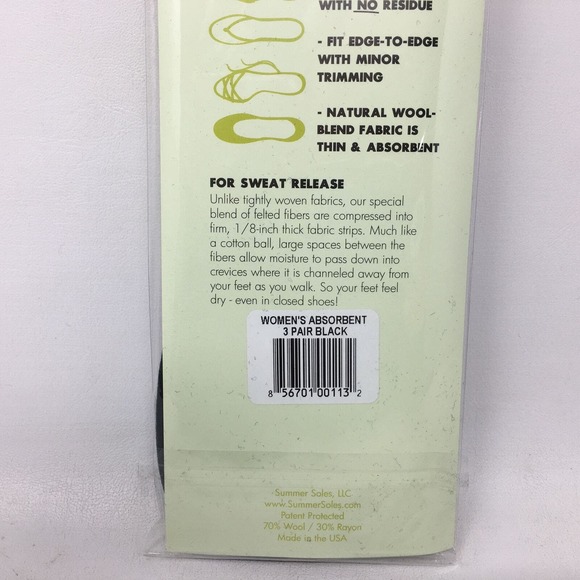 WITH NO RESIDUE
- FIT EDGE-TO-EDGE
WITH MINOR
TRIMMING
- NATURAL WOOL-
BLEND FABRIC IS
THIN & ABSORBENT
FOR SWEAT RELEASE
Unlike tightly woven fabrics, our special
blend of felted fibers are compressed into
firm, 1/8-inch thick fabric strips. Much like
a cotton ball, large spaces between the
fibers allow moisture to pass down into
crevices where it is channeled away from
your feet as you walk. So your feet feel
dry - even in closed shoes!
WOMEN'S ABSORBENT
3 PAIR BLACK
8 56701 00113 2
Summer Soles, LLC
www.SummerSoles.com
Patent Protected
70% Wool / 30% Rayon
Made in the USA